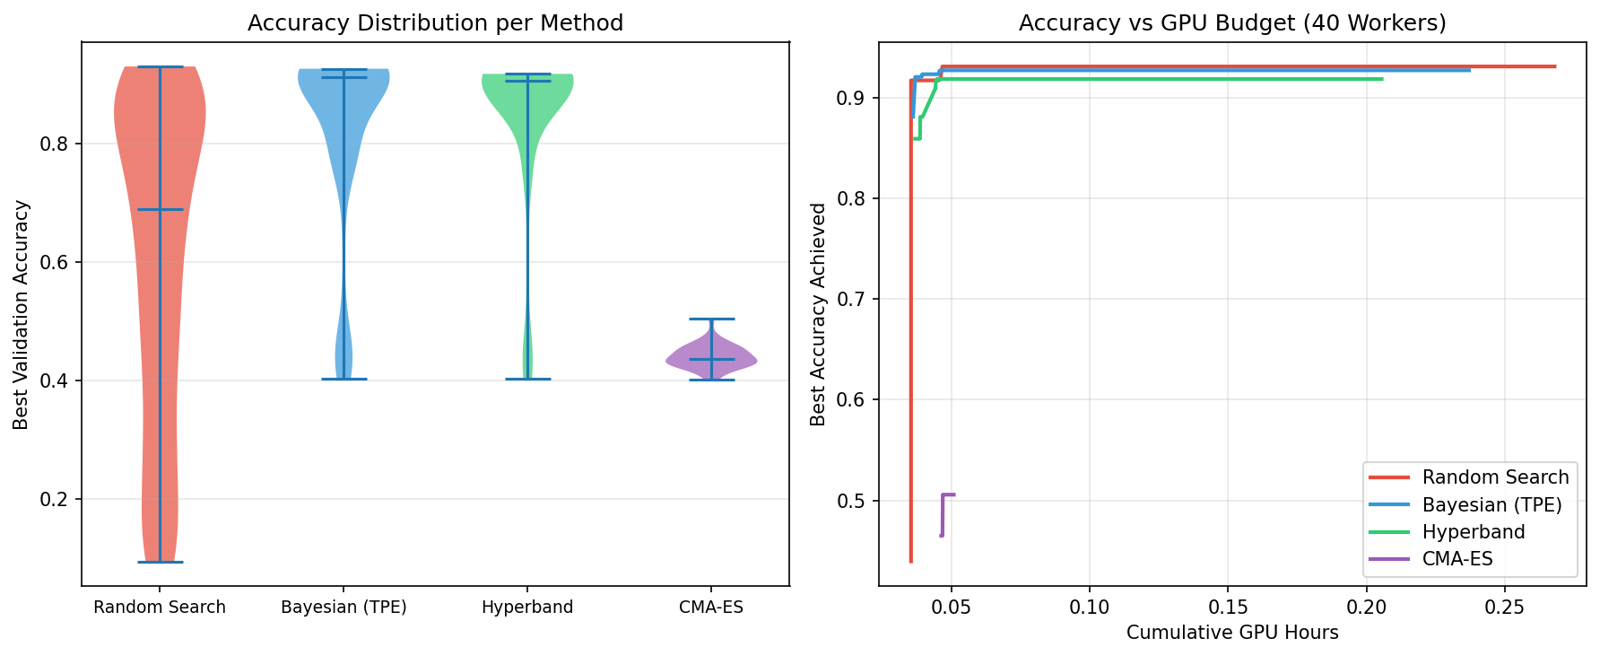 Accuracy Distribution per Method
Best Validation Accuracy
0.8
0.6
0.4
0.2
Random Search
Bayesian (TPE)
Hyperband
CMA-ES
Accuracy vs GPU Budget (40 Workers)
Best Accuracy Achieved
0.9
0.8
0.7
0.6
0.5
Random Search
Bayesian (TPE)
Hyperband
CMA-ES
0.05
0.10
0.15
0.20
0.25
Cumulative GPU Hours